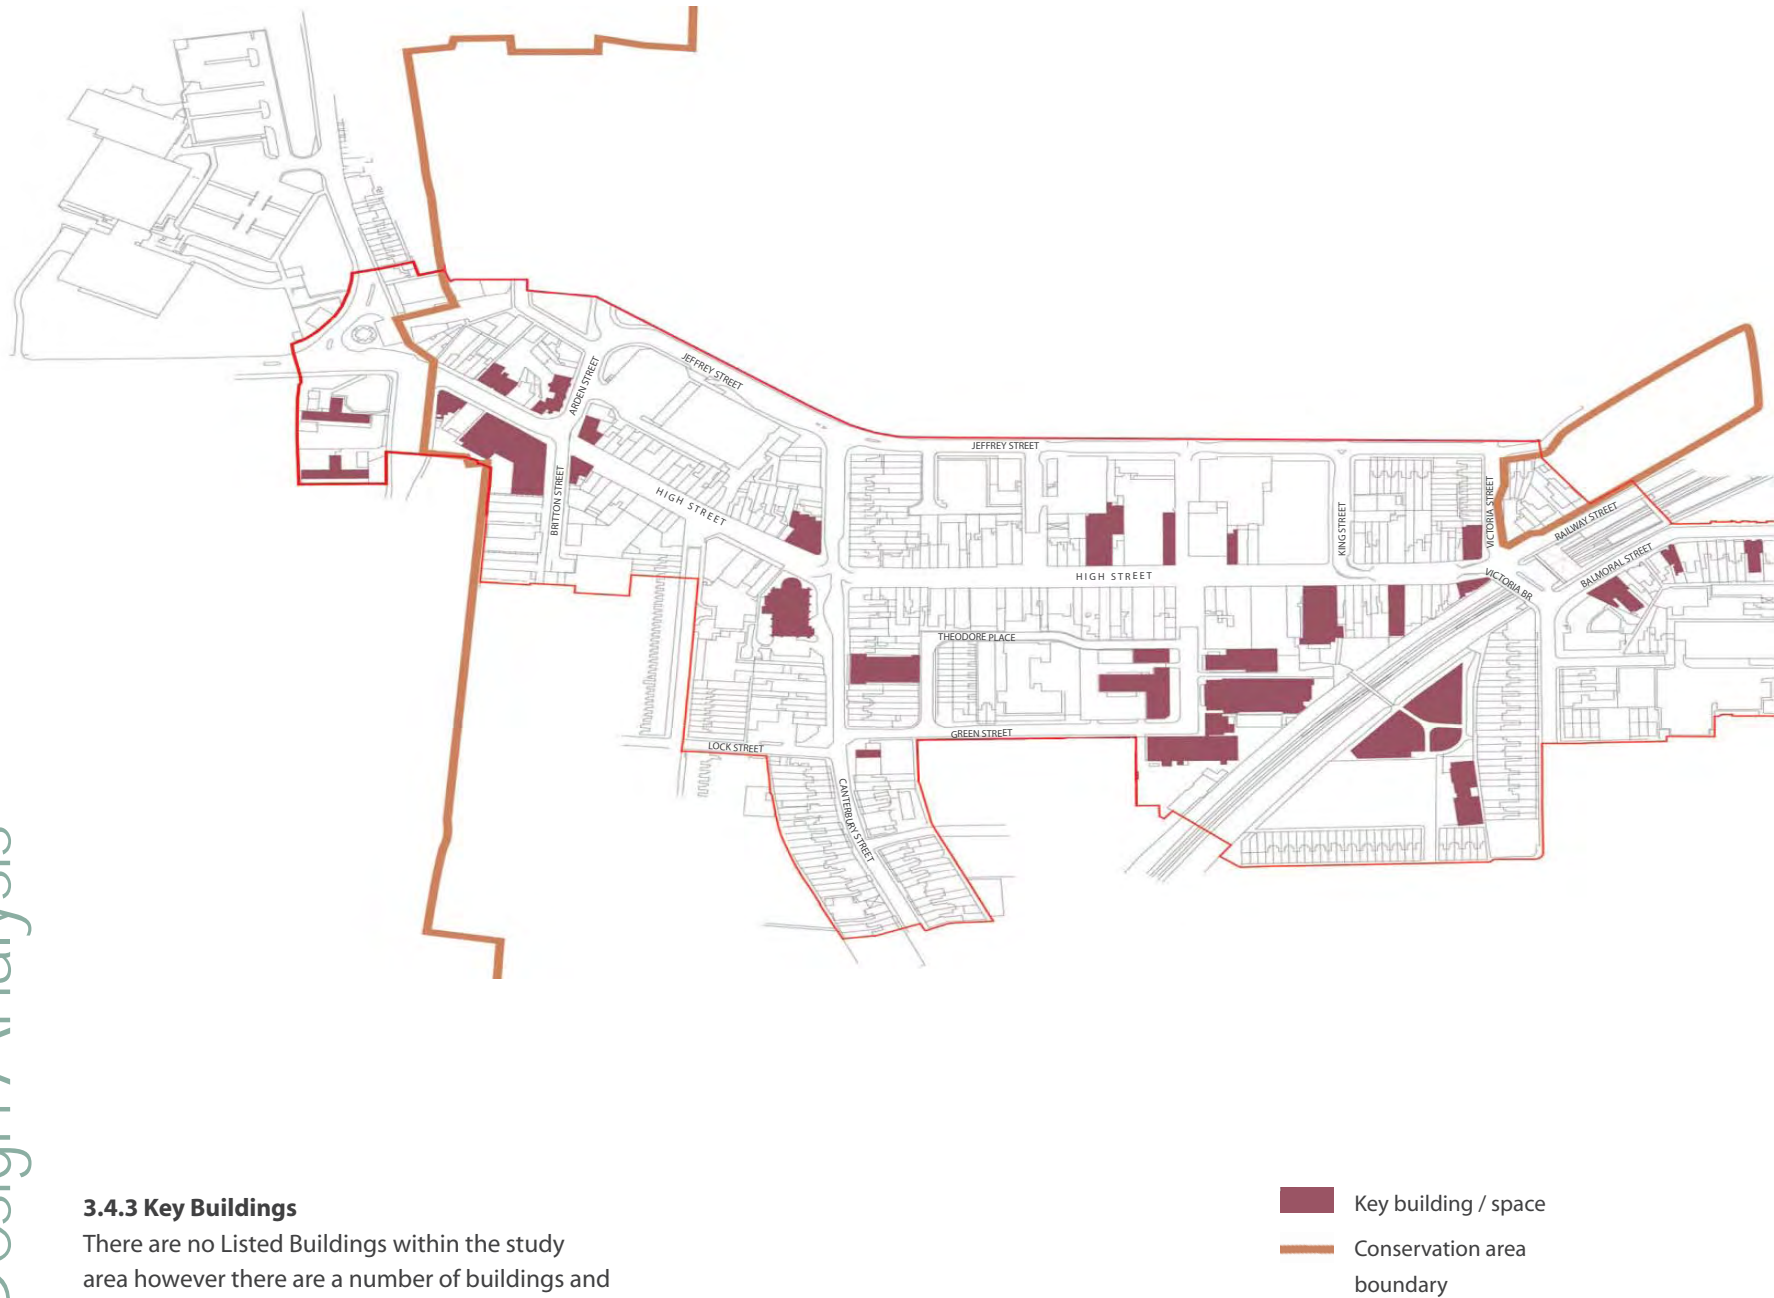 JEFFREY STREET
ARDEN STREET
JEFFREY STREET
HIGH STREET
BRITTON STREET
KING STREET
VICTORIA STREET
RAILWAY STREET
BALMORAL STREET
HIGH STREET
VICTORIA BR
THEODORE PLACE
GREEN STREET
LOCK STREET
CANTERBURY STREET
3.4.3 Key Buildings
There are no Listed Buildings within the study
area however there are a number of buildings and
Key building / space
Conservation area
boundary